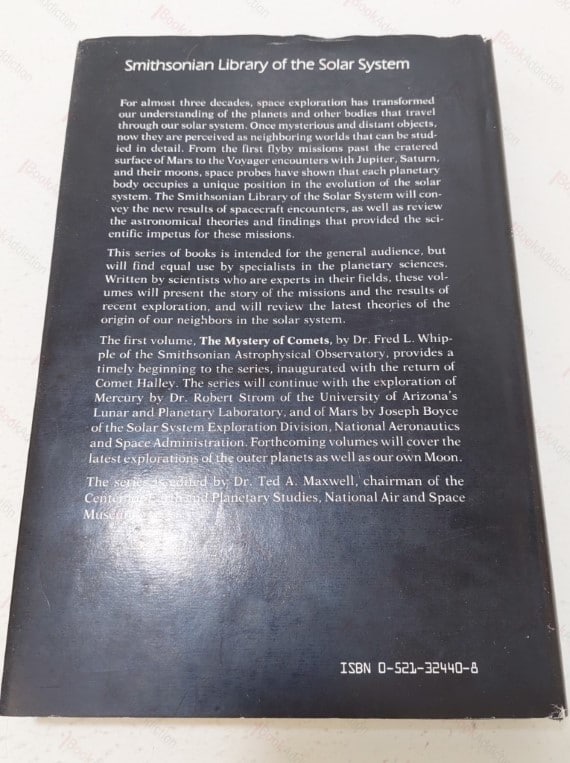 Smithsonian Library of the Solar System
For almost three decades, space exploration has transformed
our understanding of the planets and other bodies that travel
through our solar system. Once mysterious and distant objects,
now they are perceived as neighboring worlds that can be stud-
ied in detail. From the first flyby missions past the cratered
surface of Mars to the Voyager encounters with Jupiter, Saturn,
and their moons, space probes have shown that each planetary
body occupies a unique position in the evolution of the solar
system. The Smithsonian Library of the Solar System will con-
vey the new results of spacecraft encounters, as well as review
the astronomical theories and findings that provided the sci-
entific impetus for these missions.
This series of books is intended for the general audience, but
will find equal use by specialists in the planetary sciences.
Written by scientists who are experts in their fields, these vol-
umes will present the story of the missions and the results of
recent exploration, and will review the latest theories of the
origin of our neighbors in the solar system.
The first volume, The Mystery of Comets, by Dr. Fred L. Whip-
ple of the Smithsonian Astrophysical Observatory, provides a
timely beginning to the series, inaugurated with the return of
Comet Halley. The series will continue with the exploration of
Mercury by Dr. Robert Strom of the University of Arizona's
Lunar and Planetary Laboratory, and of Mars by Joseph Boyce
of the Solar System Exploration Division, National Aeronautics
and Space Administration. Forthcoming volumes will cover the
latest explorations of the outer planets as well as our own Moon.
The series is edited by Dr. Ted A. Maxwell, chairman of the
Center and Planetary Studies, National Air and Space
ISBN 0-521-32440-8